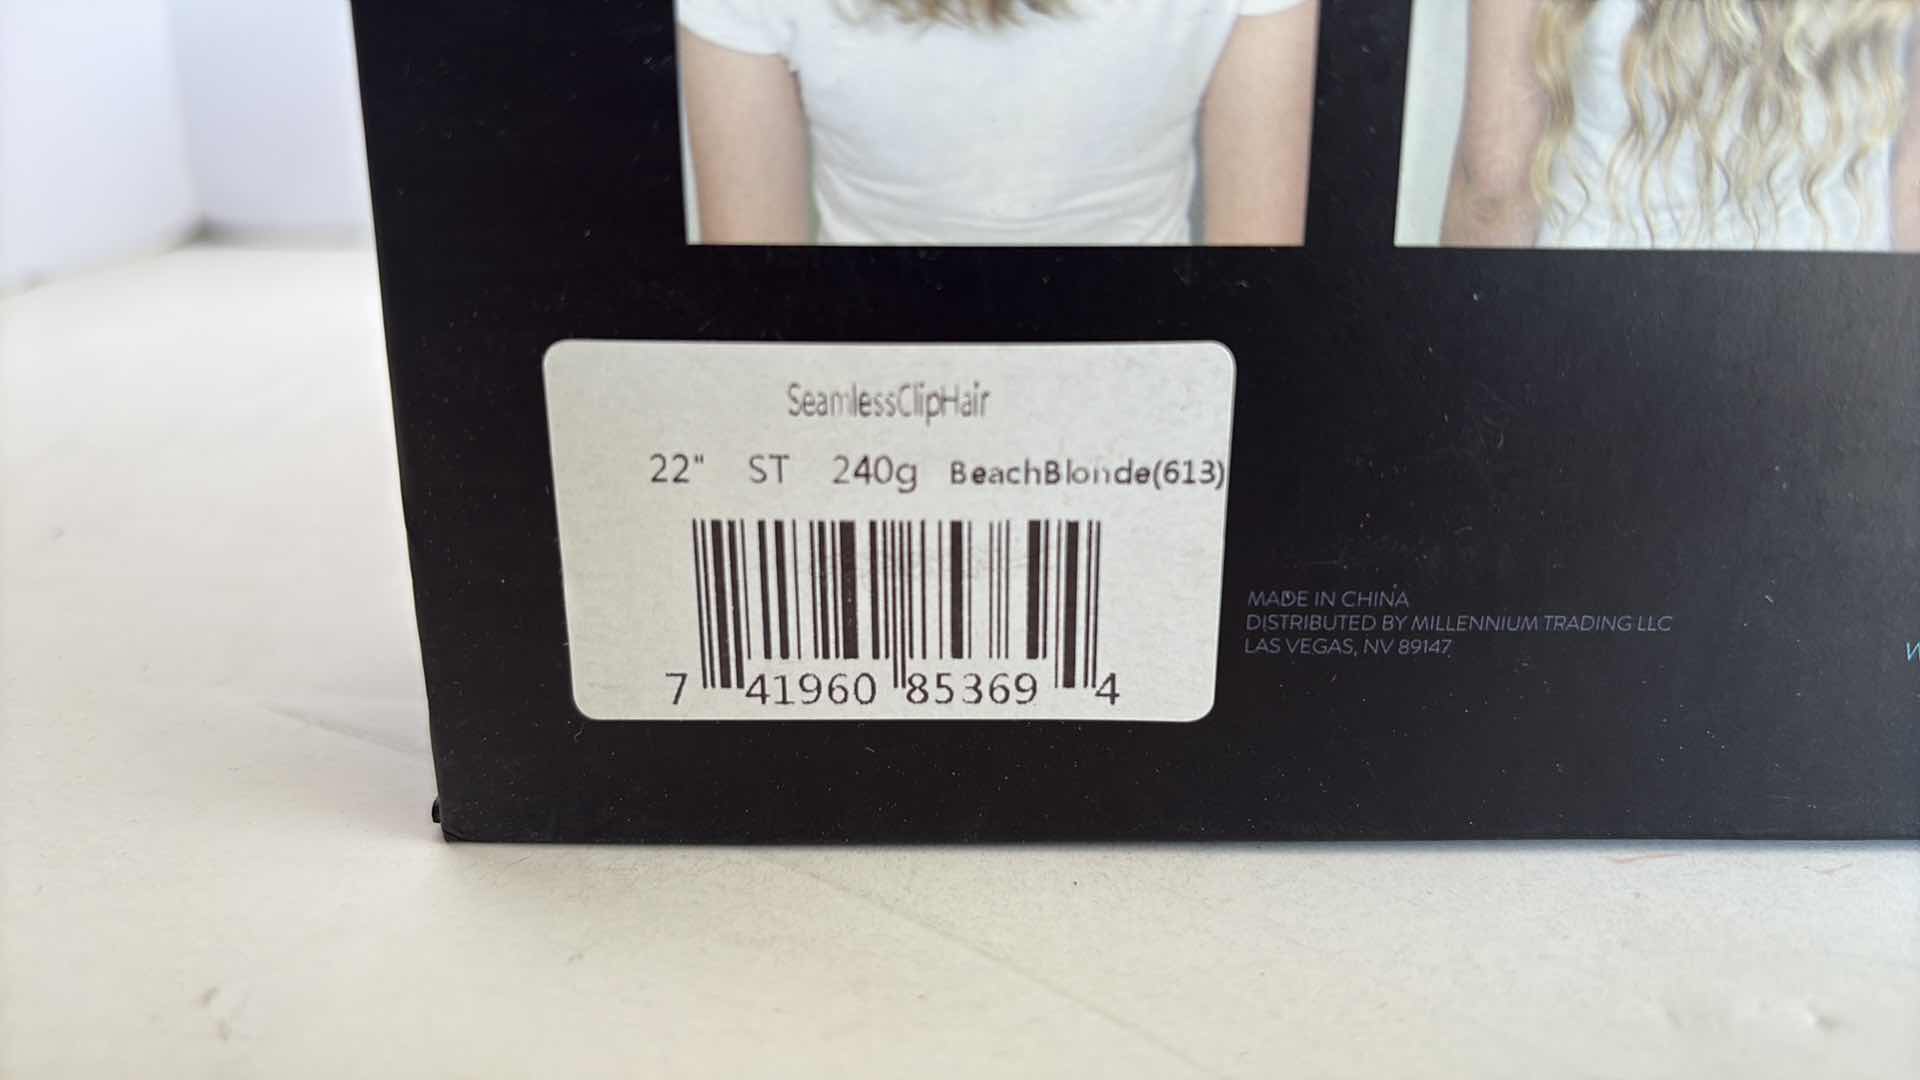 SeamlessClipHair
22" ST 240g BeachBlonde(613)
7 41960 85369 4
MADE IN CHINA
DISTRIBUTED BY MILLENNIUM TRADING LLC
LAS VEGAS, NV 89147